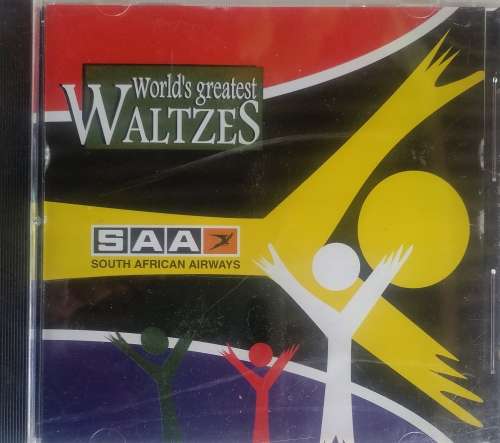 World's greatest
WALTZES
SAA
SOUTH AFRICAN AIRWAYS